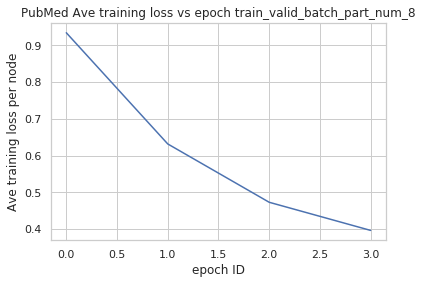 PubMed Ave training loss vs epoch train_valid_batch_part_num_8
Ave training loss per node
0.9
0.8
0.7
0.6
0.5
0.4
0.0 0.5 1.0 1.5 2.0 2.5 3.0
epoch ID